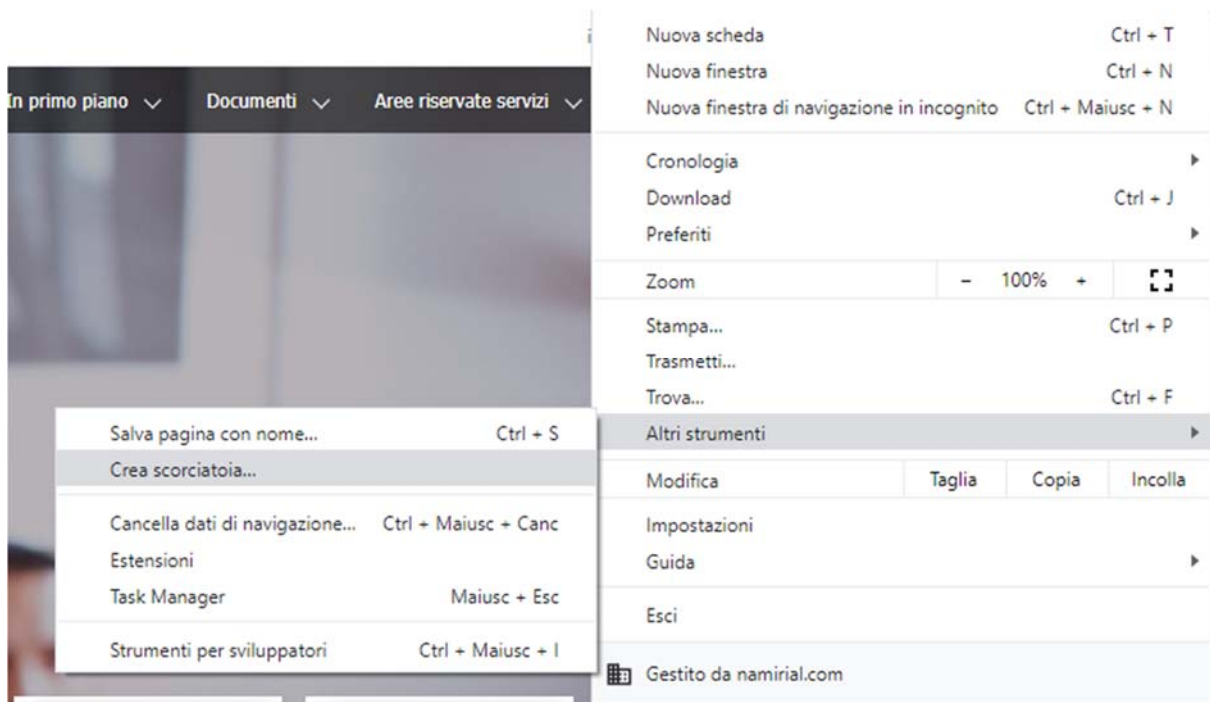 In primo piano
Documenti
Aree riservate servizi
Nuova scheda Ctrl + T
Nuova finestra Ctrl + N
Nuova finestra di navigazione in incognito Ctrl + Maiusc + N
Cronologia
Download Ctrl + J
Preferiti
Zoom - 100% +
Stampa... Ctrl + P
Trasmetti...
Trova... Ctrl + F
Altri strumenti
Modifica Taglia Copia Incolla
Impostazioni
Guida
Esci
Gestito da namirial.com
Salva pagina con nome... Ctrl + S
Crea scorciatoia...
Cancella dati di navigazione... Ctrl + Maiusc + Canc
Estensioni
Task Manager Maiusc + Esc
Strumenti per sviluppatori Ctrl + Maiusc + I